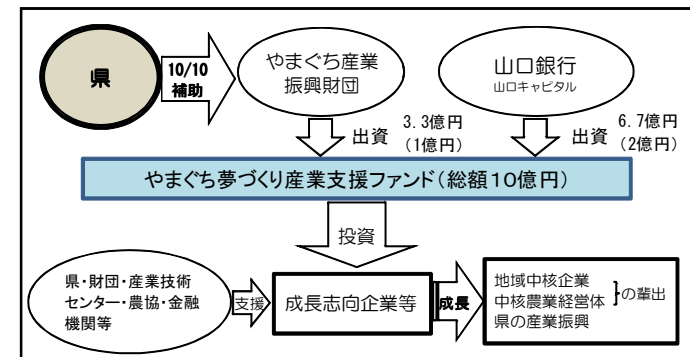 県
10/10
補助
やまぐち産業
振興財団
山口銀行
山口キャピタル
出資
3.3億円
(1億円)
出資
6.7億円
(2億円)
やまぐち夢づくり産業支援ファンド(総額10億円)
投資
県・財団・産業技術
センター・農協・金融
機関等
支援
成長志向企業等
成長
地域中核企業
中核農業経営体
県の産業振興
}の輩出